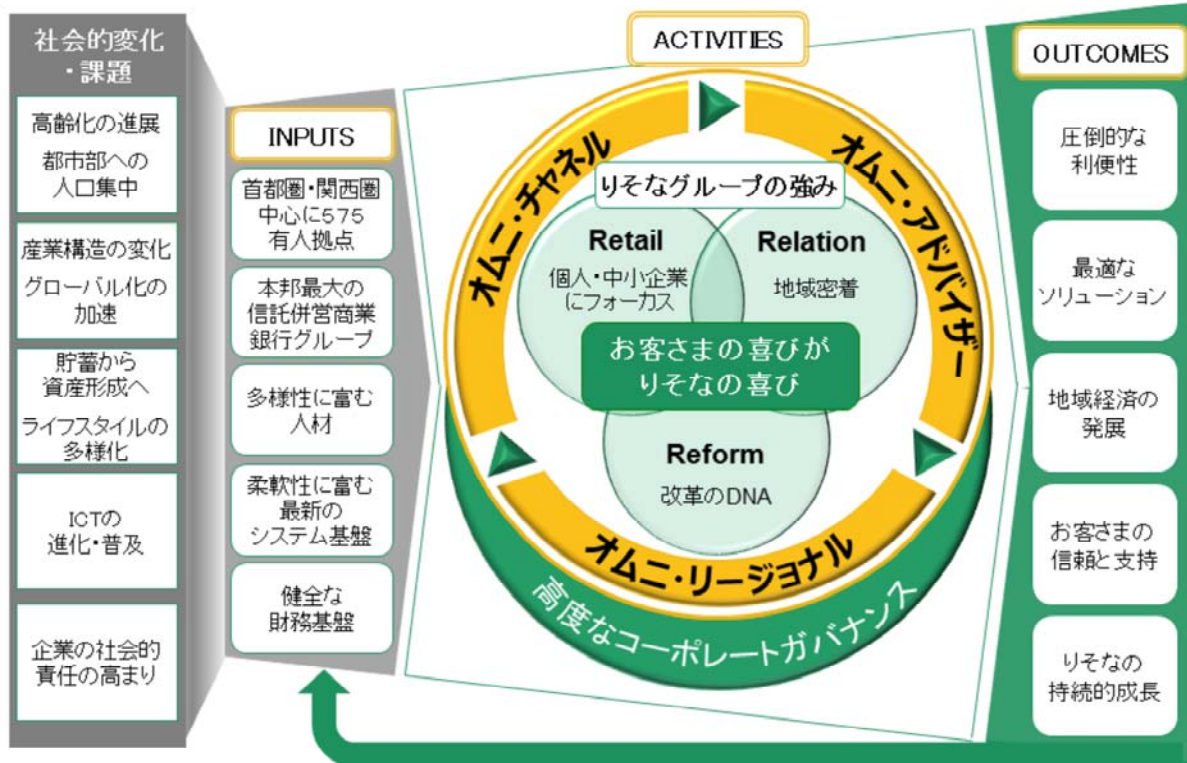 社会的変化
・課題
高齢化の進展
都市部への
人口集中
産業構造の変化
グローバル化の
加速
貯蓄から
資産形成へ
ライフスタイルの
多様化
ICTの
進化・普及
企業の社会的
責任の高まり
INPUTS
首都圏・関西圏
中心に575
有人拠点
本邦最大の
信託併営商業
銀行グループ
多様性に富む
人材
柔軟性に富む
最新の
システム基盤
健全な
財務基盤
ACTIVITIES
オムニ・チャネル
オムニ・アドバイザー
りそなグループの強み
Retail
個人・中小企業
にフォーカス
Relation
地域密着
お客さまの喜びが
りそなの喜び
Reform
改革のDNA
オムニ・リージョナル
高度なコーポレートガバナンス
OUTCOMES
圧倒的な
利便性
最適な
ソリューション
地域経済の
発展
お客さまの
信頼と支持
りそなの
持続的成長